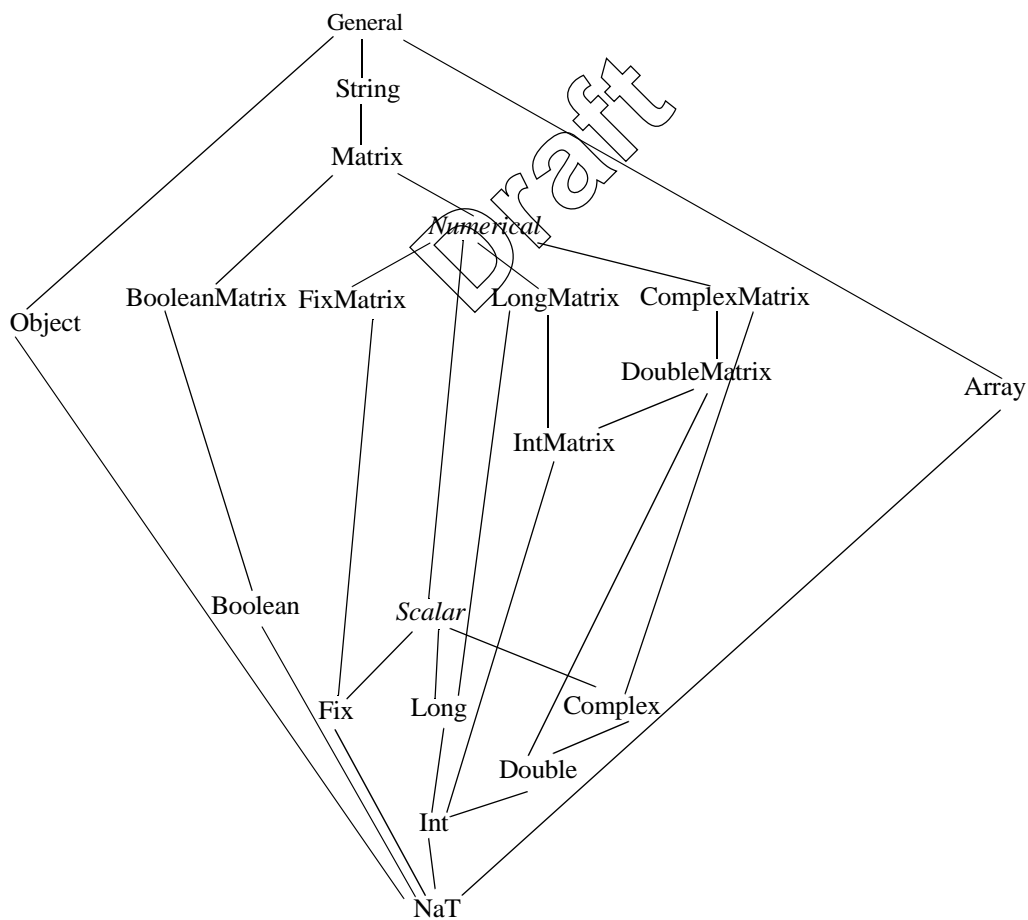 General
String
Draft
Matrix
Numerical
BooleanMatrix FixMatrix LongMatrix ComplexMatrix
Object
DoubleMatrix
Array
IntMatrix
Boolean Scalar
Fix Long Complex
Double
Int
NaT